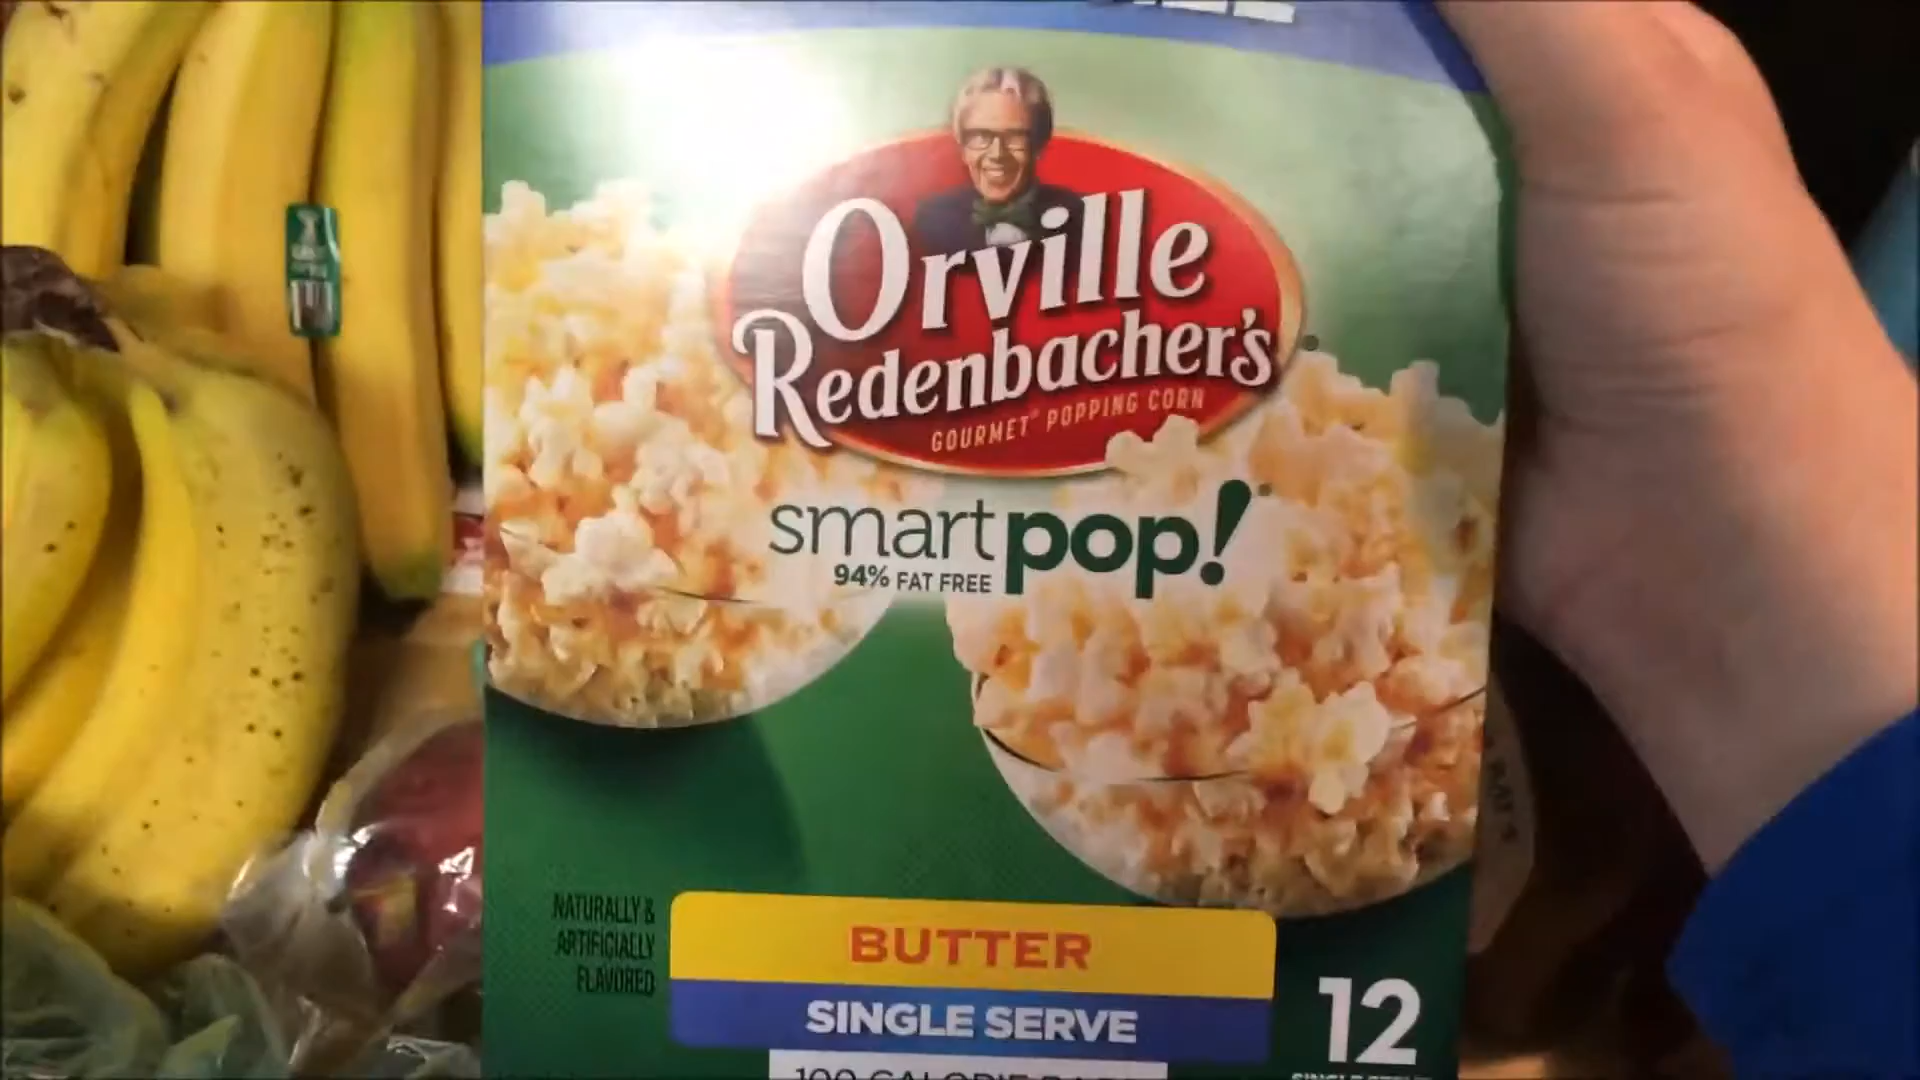 Orville
Redenbacher's
GOURMET® POPPING CORN
smart pop!
94% FAT FREE
NATURALLY &
ARTIFICIALLY
FLAVORED
BUTTER
SINGLE SERVE
12